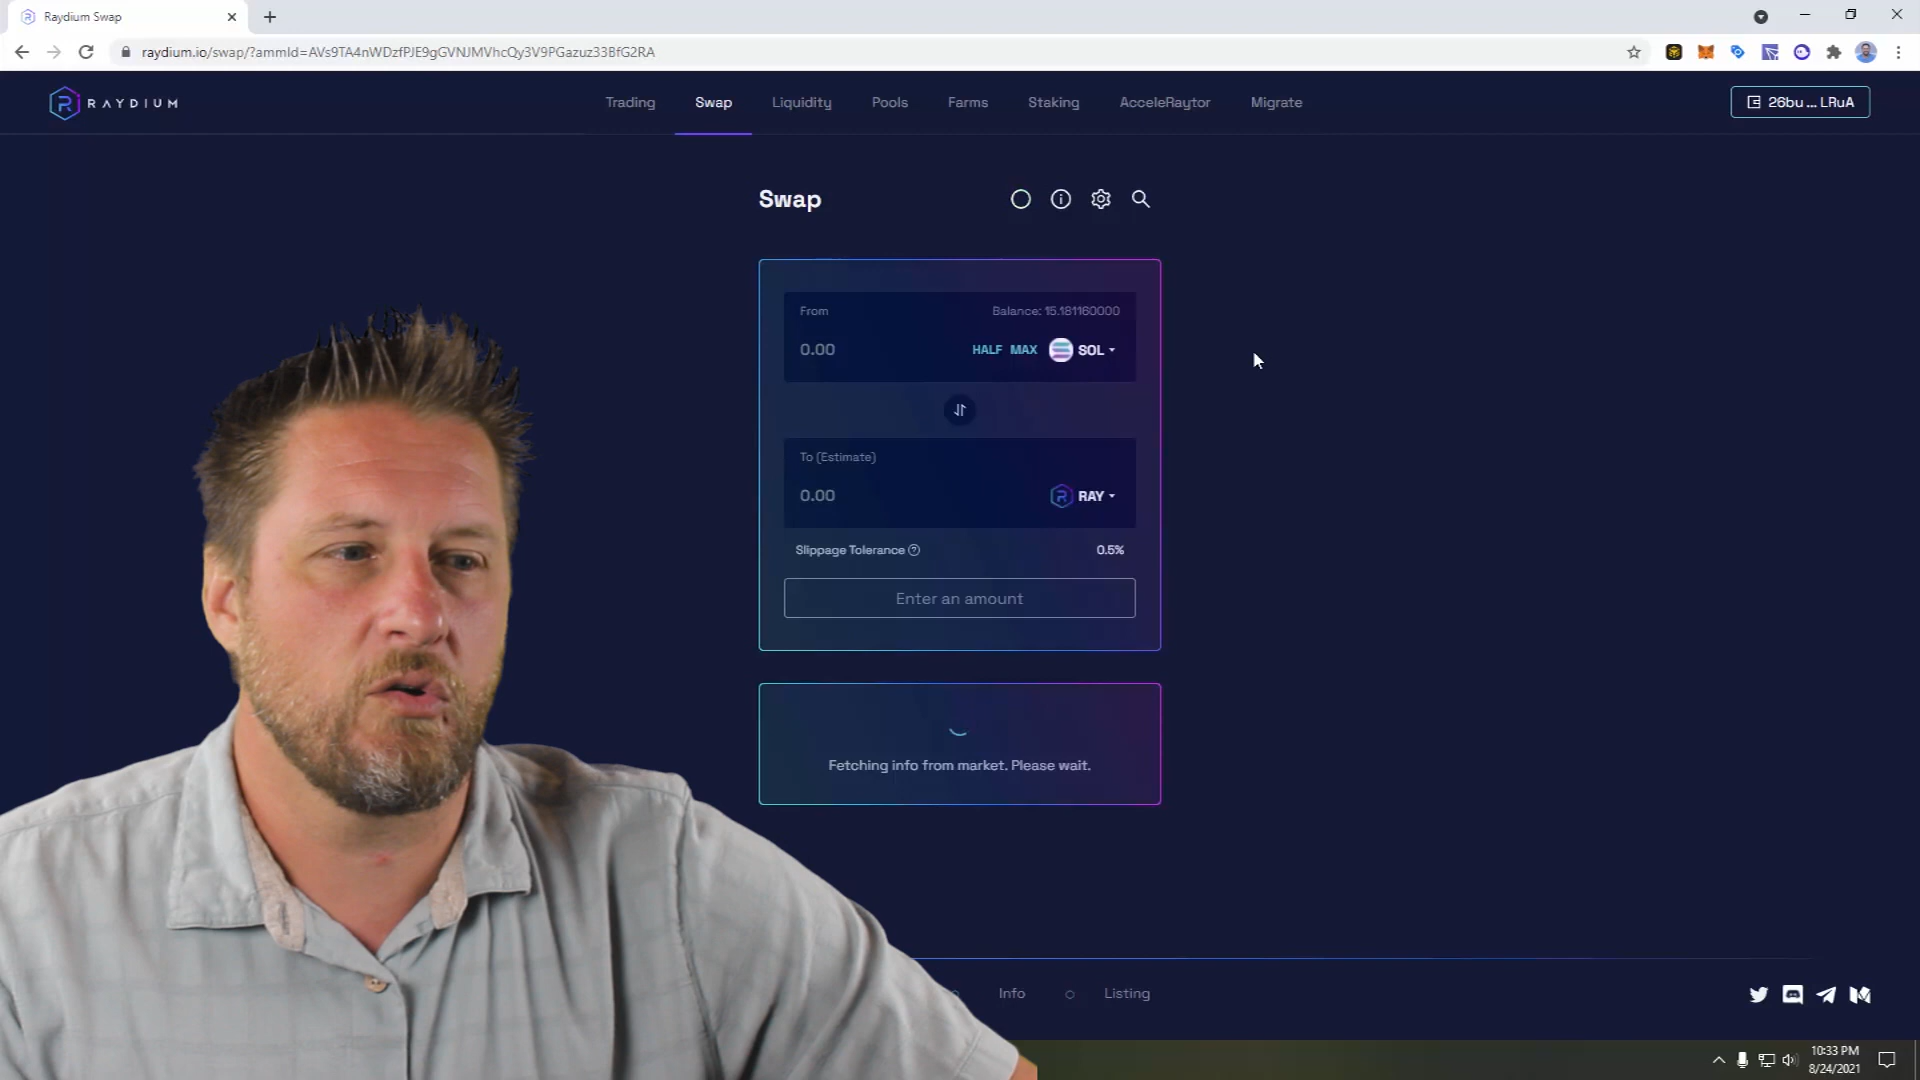 Raydium Swap
raydium.io/swap/?ammId=AVs9TA4nWDzfPJE9gGVNJMVhcQy3V9PGazuz33BfG2RA
RAYDIUM
Trading
Swap
Liquidity
Pools
Farms
Staking
AcceleRaytor
Migrate
26bu ... LRuA
Swap
From
Balance: 15.181160000
0.00
HALF MAX
SOL
To (Estimate)
0.00
RAY
Slippage Tolerance
0.5%
Enter an amount
Fetching info from market. Please wait.
Info
Listing
10:33 PM
8/24/2021